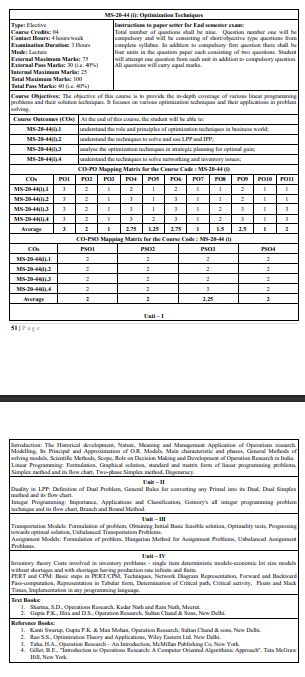 MS-20-44 (i): Optimization Techniques
Type: Elective
Course Credits: 04
Contact Hours: 4 hours/week
Examination Duration: 3 Hours
Mode: Lecture
External Maximum Marks: 75
External Pass Marks: 30 (i.e. 40%)
Internal Maximum Marks: 25
Total Maximum Marks: 100
Total Pass Marks: 40 (i.e. 40%)
Instructions to paper setter for End semester exam:
Total number of questions shall be nine. Question number one will be
compulsory and will be consisting of short/objective type questions from
complete syllabus. In addition to compulsory first question there shall be
four units in the question paper each consisting of two questions. Student
will attempt one question from each unit in addition to compulsory question.
All questions will carry equal marks.
Course Objectives: The objective of this course is to provide the in-depth coverage of various linear programming
problems and their solution techniques. It focuses on various optimization techniques and their applications in problem
solving.
Course Outcomes (COs) At the end of this course, the student will be able to:
MS-20-44(i).1 understand the role and principles of optimization techniques in business world;
MS-20-44(i).2 understand the techniques to solve and use LPP and IPP;
MS-20-44(i).3 analyse the optimization techniques in strategic planning for optimal gain;
MS-20-44(i).4 understand the techniques to solve networking and inventory issues;
CO-PO Mapping Matrix for the Course Code : MS-20-44 (i)
COs PO1 PO2 PO3 PO4 PO5 PO6 PO7 PO8 PO9 PO10 PO11
MS-20-44(i).1 3 2 1 2 1 2 1 1 2 1 1
MS-20-44(i).2 3 2 1 3 1 3 1 1 2 1 1
MS-20-44(i).3 3 2 1 3 1 3 1 2 3 1 3
MS-20-44(i).4 3 2 1 3 2 3 1 2 3 1 3
Average 3 2 1 2.75 1.25 2.75 1 1.5 2.5 1 2
CO-PSO Mapping Matrix for the Course Code : MS-20-44 (i)
COs PSO1 PSO2 PSO3 PSO4
MS-20-44(i).1 2 2 2 2
MS-20-44(i).2 2 2 2 2
MS-20-44(i).3 2 2 2 2
MS-20-44(i).4 2 2 3 2
Average 2 2 2.25 2
Unit – I
51 | Page
Introduction: The Historical development, Nature, Meaning and Management Application of Operations research.
Modelling, Its Principal and Approximation of O.R. Models, Main characteristic and phases, General Methods of
solving models, Scientific Methods, Scope, Role on Decision Making and Development of Operation Research in India.
Linear Programming: Formulation, Graphical solution, standard and matrix form of linear programming problems,
Simplex method and its flow chart, Two-phase Simplex method, Degeneracy.
Unit – II
Duality in LPP: Definition of Dual Problem, General Rules for converting any Primal into its Dual, Dual Simplex
method and its flow chart.
Integer Programming: Importance, Applications and Classification, Gomory's all integer programming problem
technique and its flow chart, Branch and Bound Method.
Unit – III
Transportation Models: Formulation of problem, Obtaining Initial Basic feasible solution, Optimality tests, Progressing
towards optimal solution, Unbalanced Transportation Problems.
Assignment Models: Formulation of problem, Hungarian Method for Assignment Problems, Unbalanced Assignment
Problems.
Unit – IV
Inventory theory Costs involved in inventory problems - single item deterministic models-economic lot size models
without shortages and with shortages having production rate infinite and finite.
PERT and CPM: Basic steps in PERT/CPM, Techniques, Network Diagram Representation, Forward and Backward
Pass-computation, Representation in Tabular form, Determination of Critical path, Critical activity, Floats and Slack
Times, Implementation in any programming language.
Text Books:
1. Sharma, S.D., Operations Research, Kedar Nath and Ram Nath, Meerut.
2. Gupta P.K., Hira and D.S., Operation Research, Sultan Chand & Sons, New Delhi.
Reference Books:
1. Kanti Swarup, Gupta P.K. & Man Mohan, Operation Research, Sultan Chand & sons, New Delhi.
2. Rao S.S., Optimization Theory and Applications, Wiley Eastern Ltd. New Delhi.
3. Taha, H.A., Operation Research – An Introduction, McMillan Publishing Co, New York.
4. Gillet, B.E., "Introduction to Operations Research: A Computer Oriented Algorithmic Approach". Tata McGraw
Hill, New York.